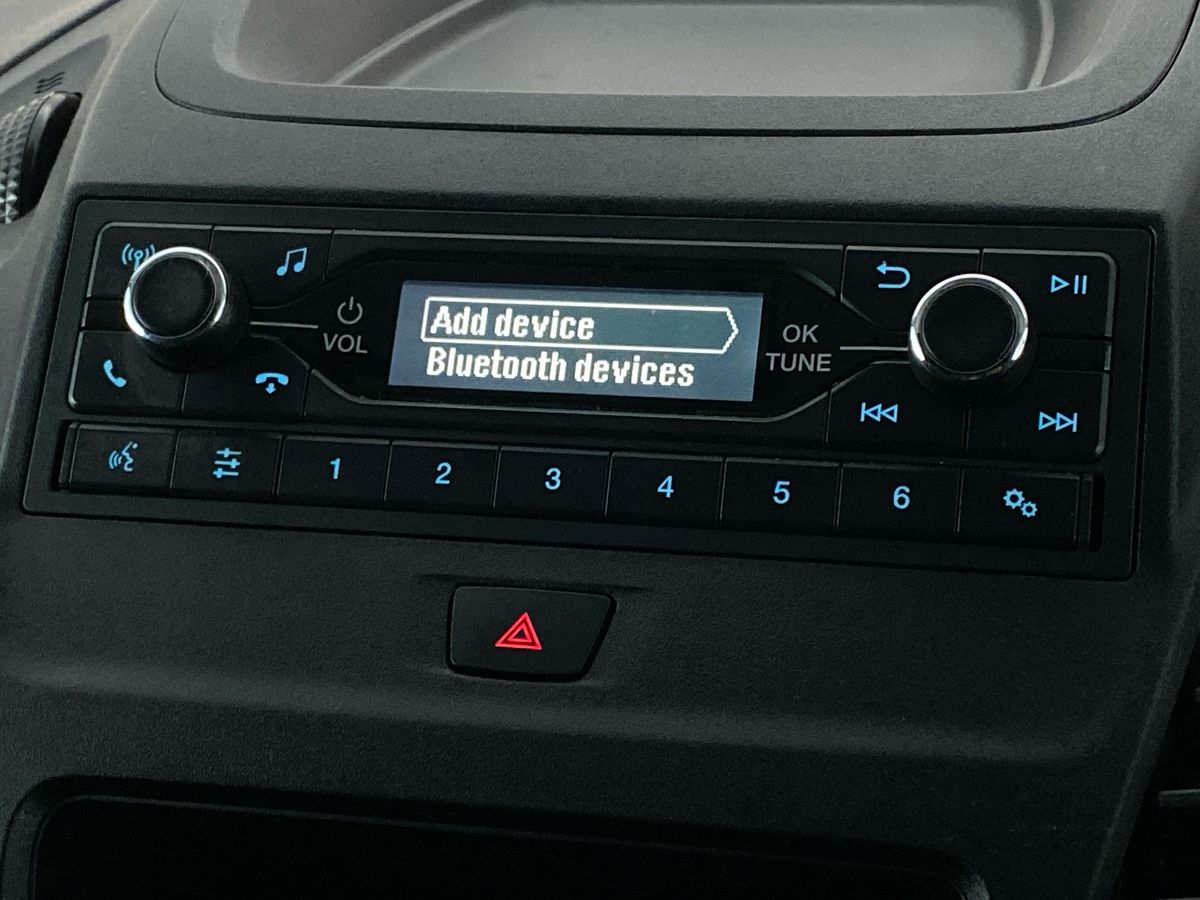 Add device
Bluetooth devices
VOL
OK
TUNE
1 2 3 4 5 6